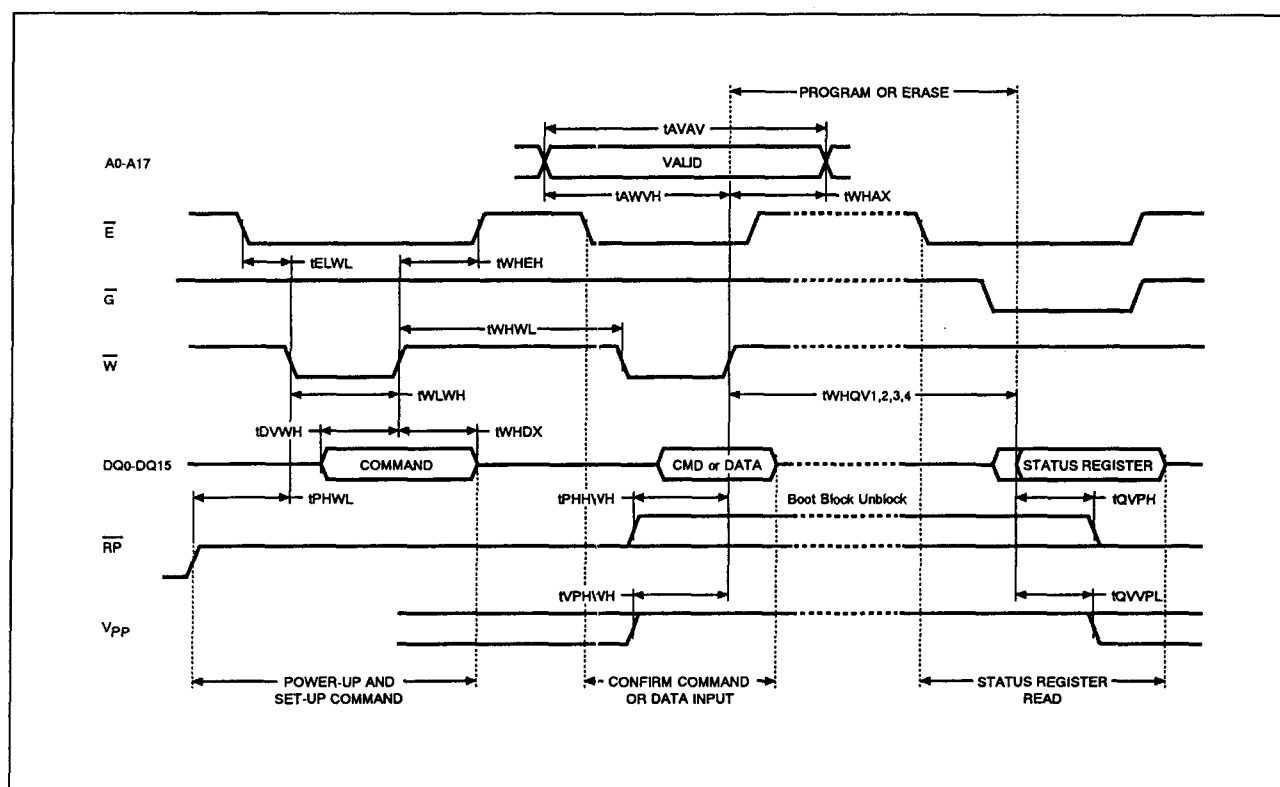 PROGRAM OR ERASE
tAVAV
A0-A17
VALID
tAWVH
tWHAX
E
tELWL
tWHEH
G
tWHWL
W
tWLWH
tWHQV1,2,3,4
tDVWH
tWHDX
DQ0-DQ15
COMMAND
CMD or DATA
STATUS REGISTER
tPHWL
tPHHWH
Boot Block Unblock
tQVPH
RP
tVPHWH
tQVVPL
VPP
POWER-UP AND
SET-UP COMMAND
CONFIRM COMMAND
OR DATA INPUT
STATUS REGISTER
READ